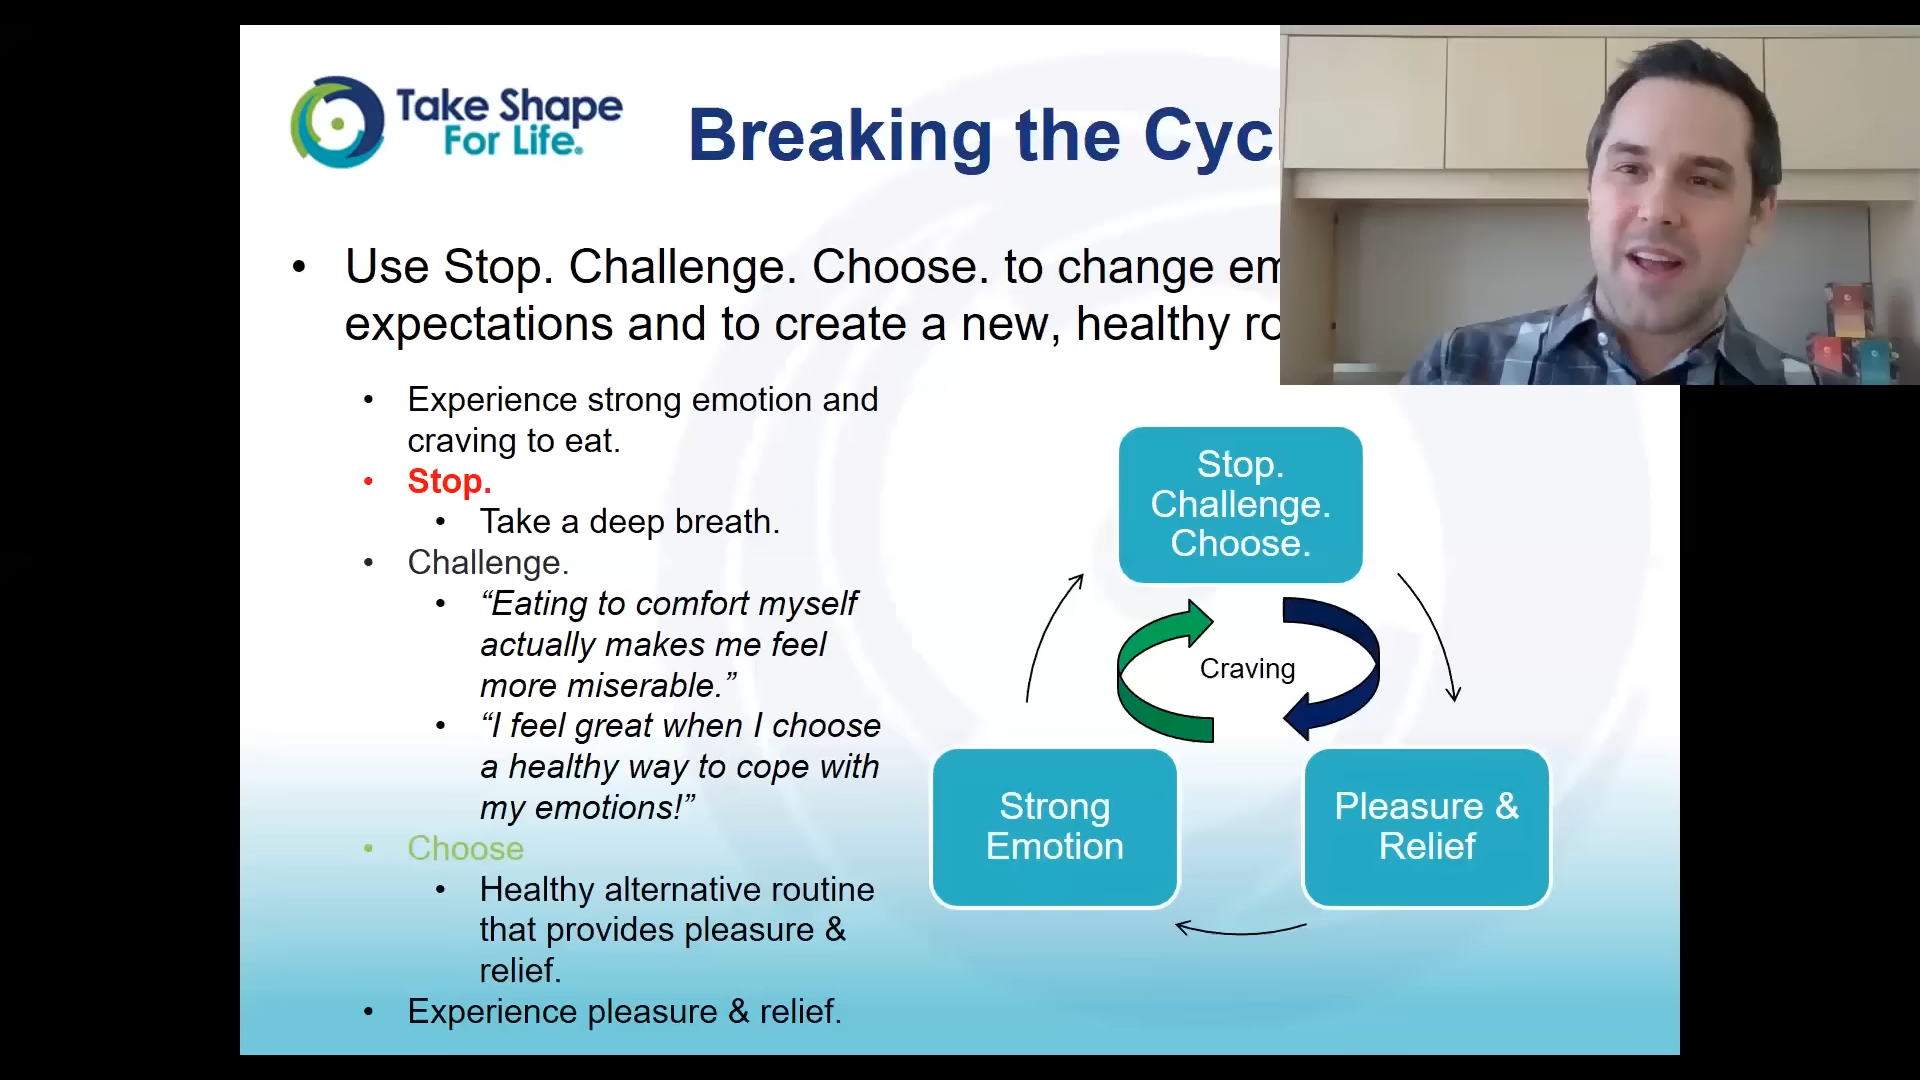 Take Shape
For Life.
Breaking the Cyc
• Use Stop. Challenge. Choose. to change em
expectations and to create a new, healthy ro
• Experience strong emotion and
craving to eat.
• Stop.
• Take a deep breath.
• Challenge.
• “Eating to comfort myself
actually makes me feel
more miserable.”
• “I feel great when I choose
a healthy way to cope with
my emotions!”
• Choose
• Healthy alternative routine
that provides pleasure &
relief.
• Experience pleasure & relief.
Stop.
Challenge.
Choose.
Craving
Strong
Emotion
Pleasure &
Relief